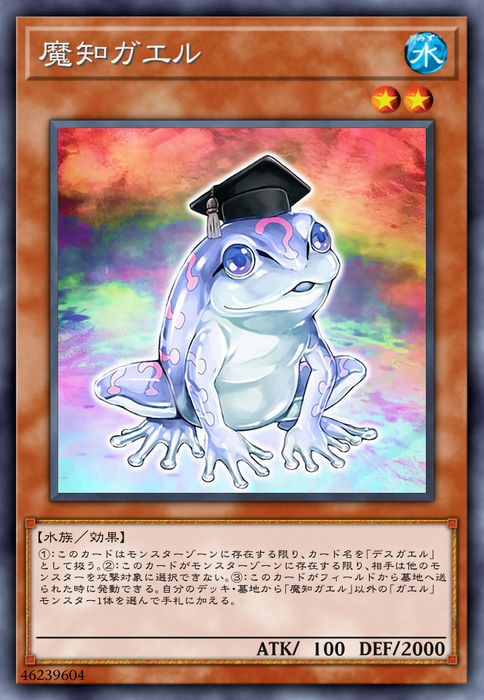 魔知ガエル
水
【水族／効果】
①:このカードはモンスターゾーンに存在する限り、カード名を「デスガエル」
として扱う。②:このカードがモンスターゾーンに存在する限り、相手は他のモ
ンスターを攻撃対象に選択できない。③:このカードがフィールドから墓地へ送
られた時に発動できる。自分のデッキ・墓地から「魔知ガエル」以外の「ガエル」
モンスター1体を選んで手札に加える。
ATK/ 100 DEF/2000
46239604